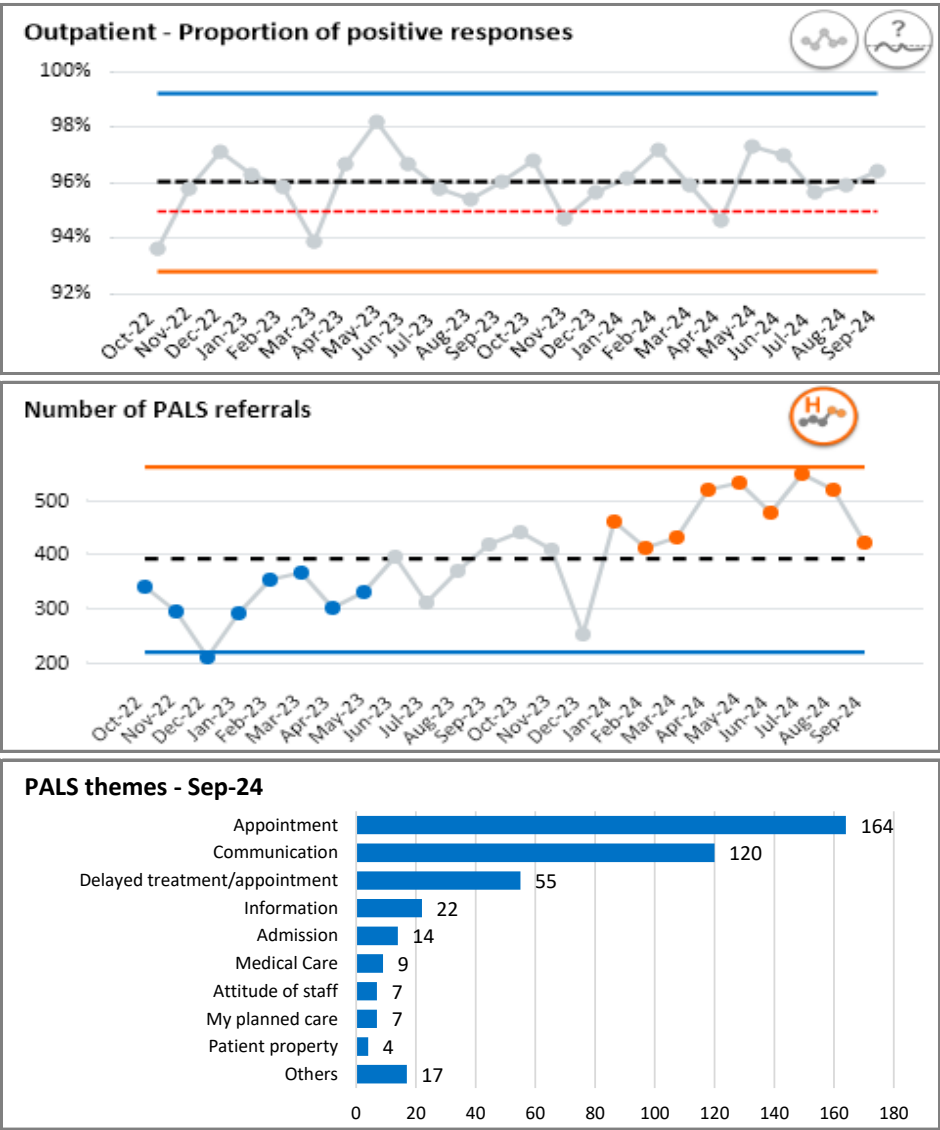 Outpatient - Proportion of positive responses
?
100%
98%
96%
94%
92%
Oct-22 Nov-22 Dec-22 Jan-23 Feb-23 Mar-23 Apr-23 May-23 Jun-23 Jul-23 Aug-23 Sep-23 Oct-23 Nov-23 Dec-23 Jan-24 Feb-24 Mar-24 Apr-24 May-24 Jun-24 Jul-24 Aug-24 Sep-24
Number of PALS referrals
H
500
400
300
200
Oct-22 Nov-22 Dec-22 Jan-23 Feb-23 Mar-23 Apr-23 May-23 Jun-23 Jul-23 Aug-23 Sep-23 Oct-23 Nov-23 Dec-23 Jan-24 Feb-24 Mar-24 Apr-24 May-24 Jun-24 Jul-24 Aug-24 Sep-24
PALS themes - Sep-24
Appointment 164
Communication 120
Delayed treatment/appointment 55
Information 22
Admission 14
Medical Care 9
Attitude of staff 7
My planned care 7
Patient property 4
Others 17
0 20 40 60 80 100 120 140 160 180